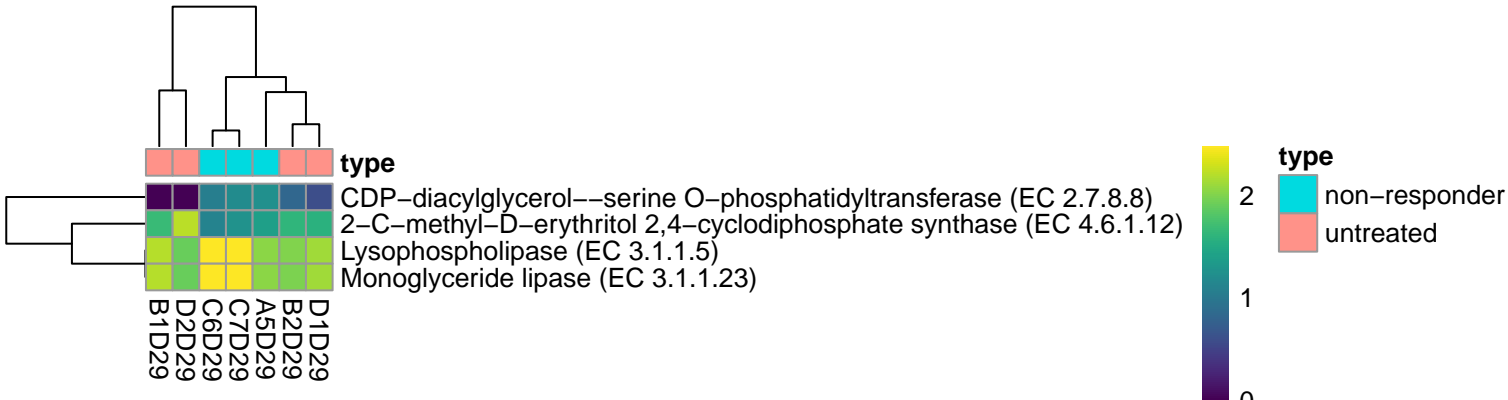 type
CDP−diacylglycerol−−serine O−phosphatidyltransferase (EC 2.7.8.8)
2−C−methyl−D−erythritol 2,4−cyclodiphosphate synthase (EC 4.6.1.12)
Lysophospholipase (EC 3.1.1.5)
Monoglyceride lipase (EC 3.1.1.23)
B1D29
D2D29
C6D29
C7D29
A5D29
B2D29
D1D29
2
1
0
type
non−responder
untreated